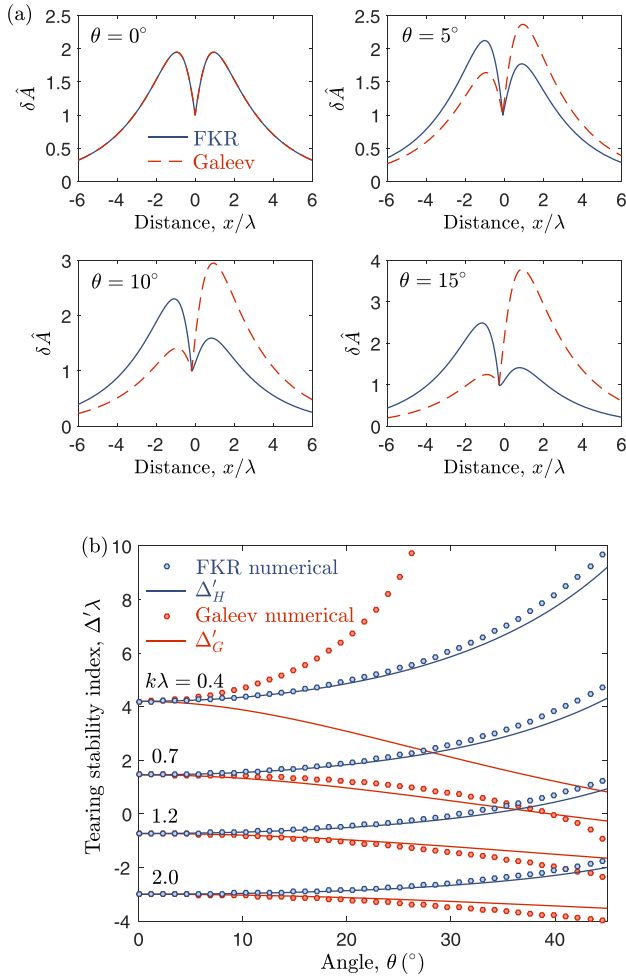 (a)
θ = 0°
δÂ
2.5
2
1.5
1
0.5
0
FKR
Galeev
-6 -4 -2 0 2 4 6
Distance, x/λ
θ = 5°
δÂ
2.5
2
1.5
1
0.5
0
-6 -4 -2 0 2 4 6
Distance, x/λ
θ = 10°
δÂ
3
2
1
0
-6 -4 -2 0 2 4 6
Distance, x/λ
θ = 15°
δÂ
4
3
2
1
0
-6 -4 -2 0 2 4 6
Distance, x/λ
(b)
Tearing stability index, Δ′λ
10
8
6
4
2
0
-2
-4
FKR numerical
Δ′_H
Galeev numerical
Δ′_G
kλ = 0.4
0.7
1.2
2.0
0 10 20 30 40
Angle, θ (°)